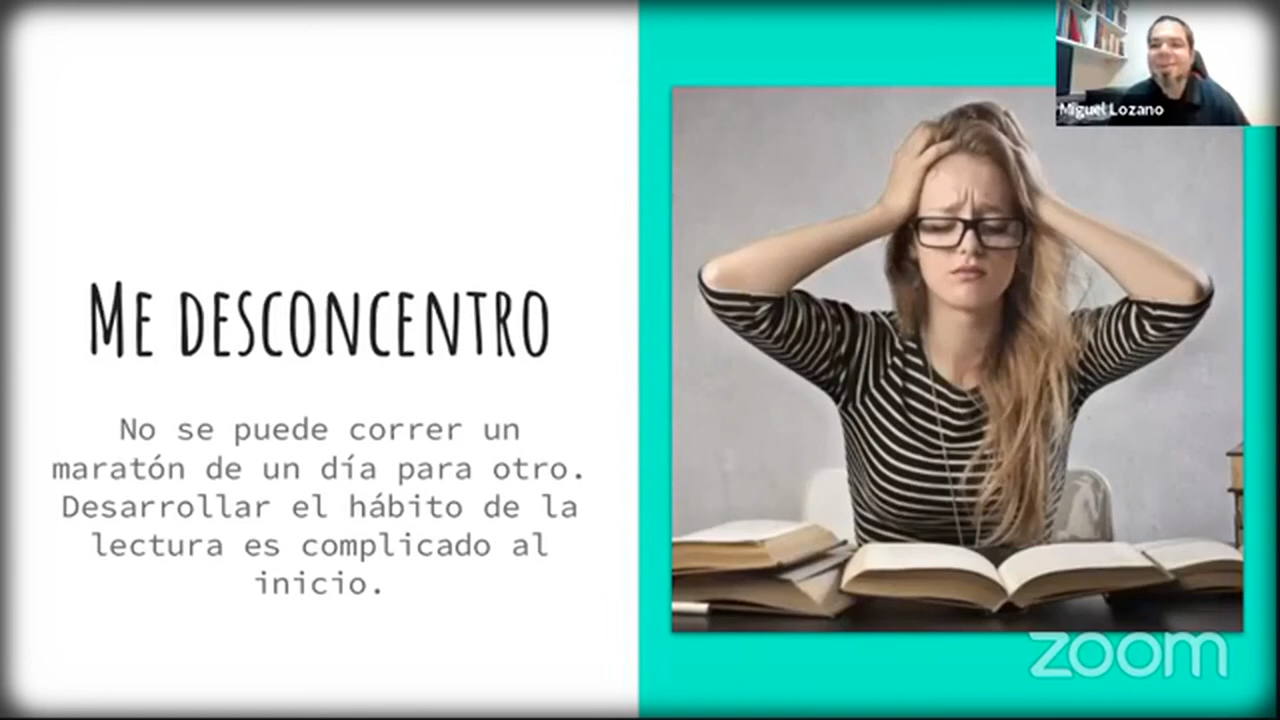 Miguel Lozano
ME DESCONCENTRO
No se puede correr un
maratón de un día para otro.
Desarrollar el hábito de la
lectura es complicado al
inicio.
zoom